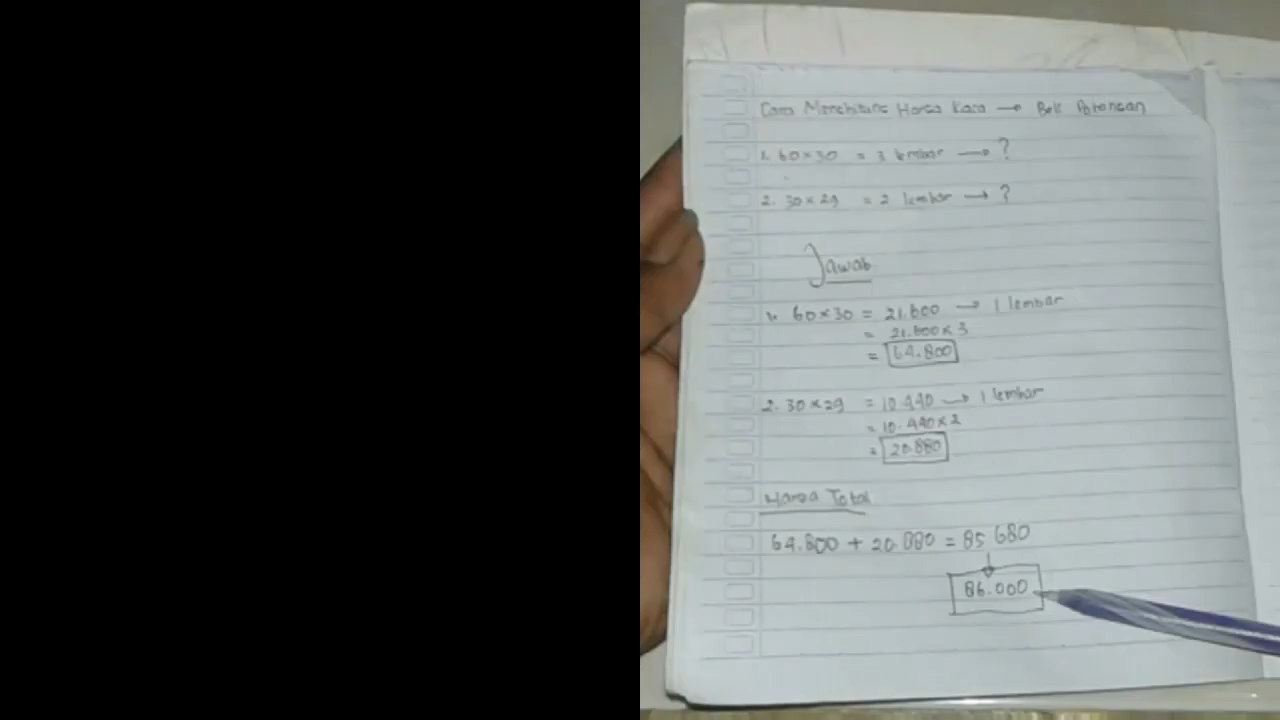 Cara Menghitung Harga Kaca → Beli Potongan
1. 60×30 = 3 lembar → ?
2. 30×29 = 2 lembar → ?
Jawab
1. 60×30 = 21.600 → 1 lembar
= 21.600×3
= 64.800
2. 30×29 = 10.440 → 1 lembar
= 10.440×2
= 20.880
Harga Total
64.800 + 20.880 = 85.680
86.000